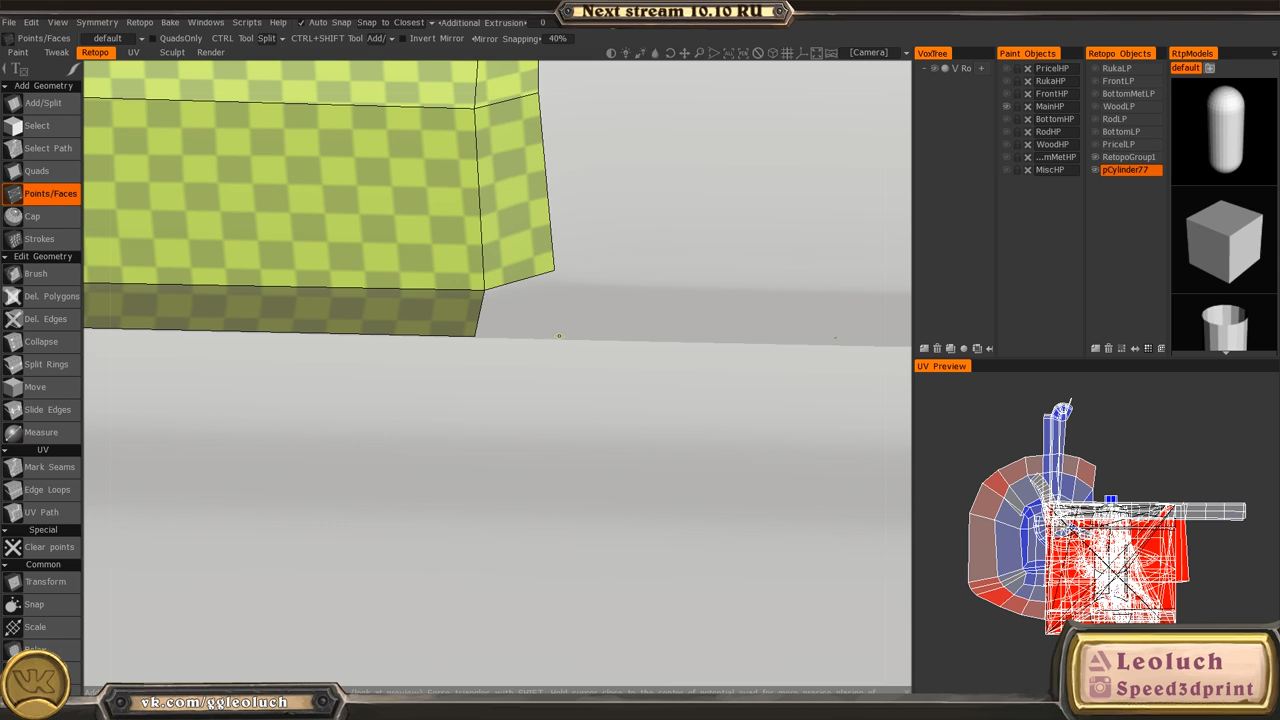 Next stream 10.10 RU
File Edit View Symmetry Retopo Bake Windows Scripts Help Auto Snap Snap to Closest Additional Extrusion 0
Points/Faces default QuadsOnly CTRL Tool Split CTRL+SHIFT Tool Add/ Invert Mirror Mirror Snapping 40%
Paint Tweak Retopo UV Sculpt Render [Camera]
Add Geometry
Add/Split
Select
Select Path
Quads
Points/Faces
Cap
Strokes
Edit Geometry
Brush
Del. Polygons
Del. Edges
Collapse
Split Rings
Move
Slide Edges
Measure
UV
Mark Seams
Edge Loops
UV Path
Special
Clear points
Common
Transform
Snap
Scale
VoxTree
V Ro +
Paint Objects
PricelHP
RukaHP
FrontHP
MainHP
BottomHP
RodHP
WoodHP
...mMetHP
MiscHP
Retopo Objects
RukaLP
FrontLP
BottomMetLP
WoodLP
RodLP
BottomLP
PricelLP
RetopoGroup1
pCylinder77
RtpModels
default
UV Preview
vk.com/ggleoluch
Leoluch
Speed3dprint